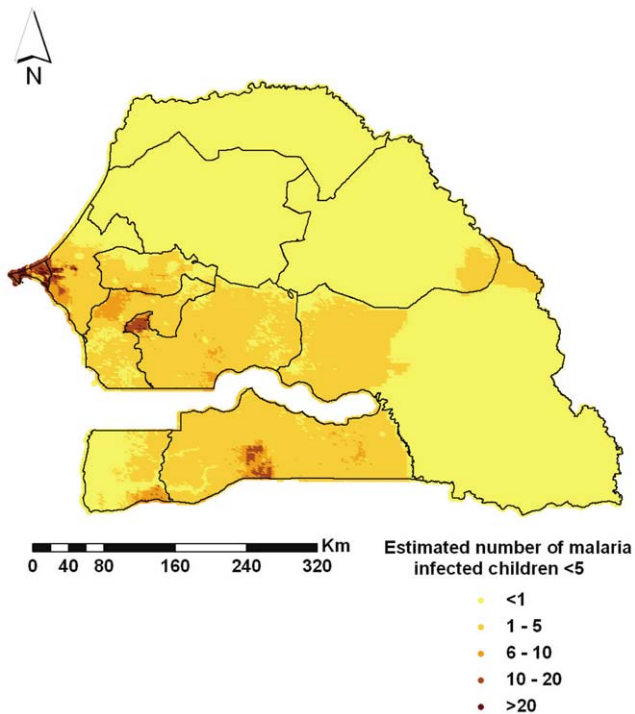 N
Km
0 40 80 160 240 320
Estimated number of malaria
infected children <5
<1
1 - 5
6 - 10
10 - 20
>20